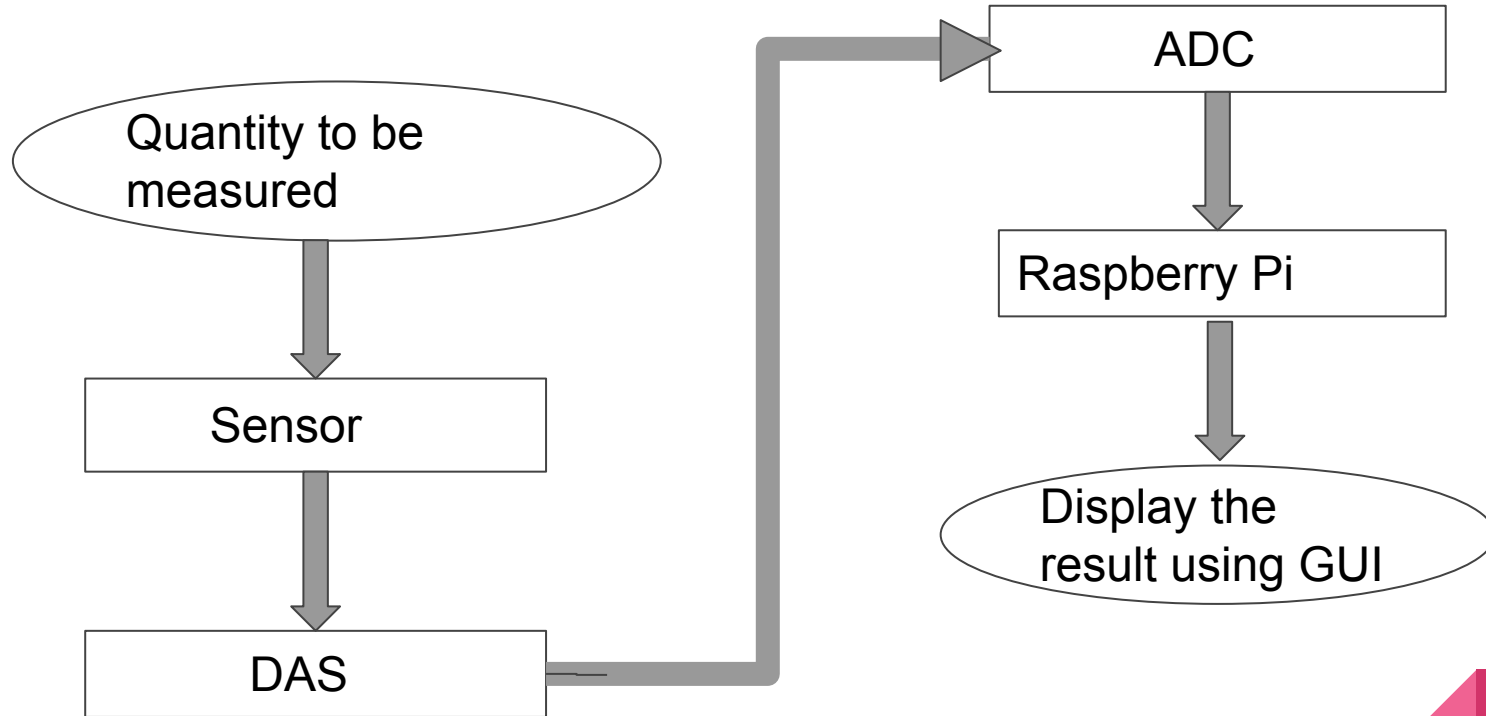 Quantity to be
measured
Sensor
DAS
ADC
Raspberry Pi
Display the
result using GUI